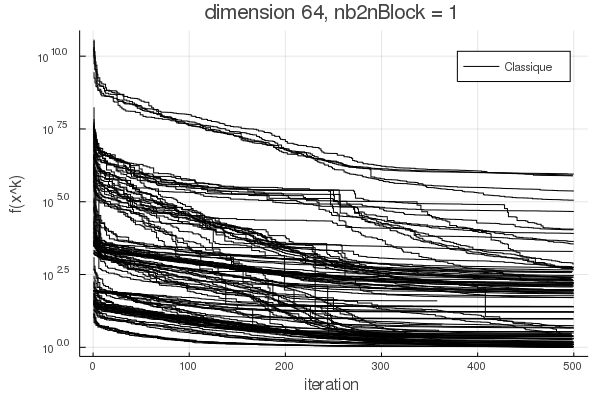 dimension 64, nb2nBlock = 1
Classique
f(x^k)
10^10.0
10^7.5
10^5.0
10^2.5
10^0.0
0
100
200
300
400
500
iteration